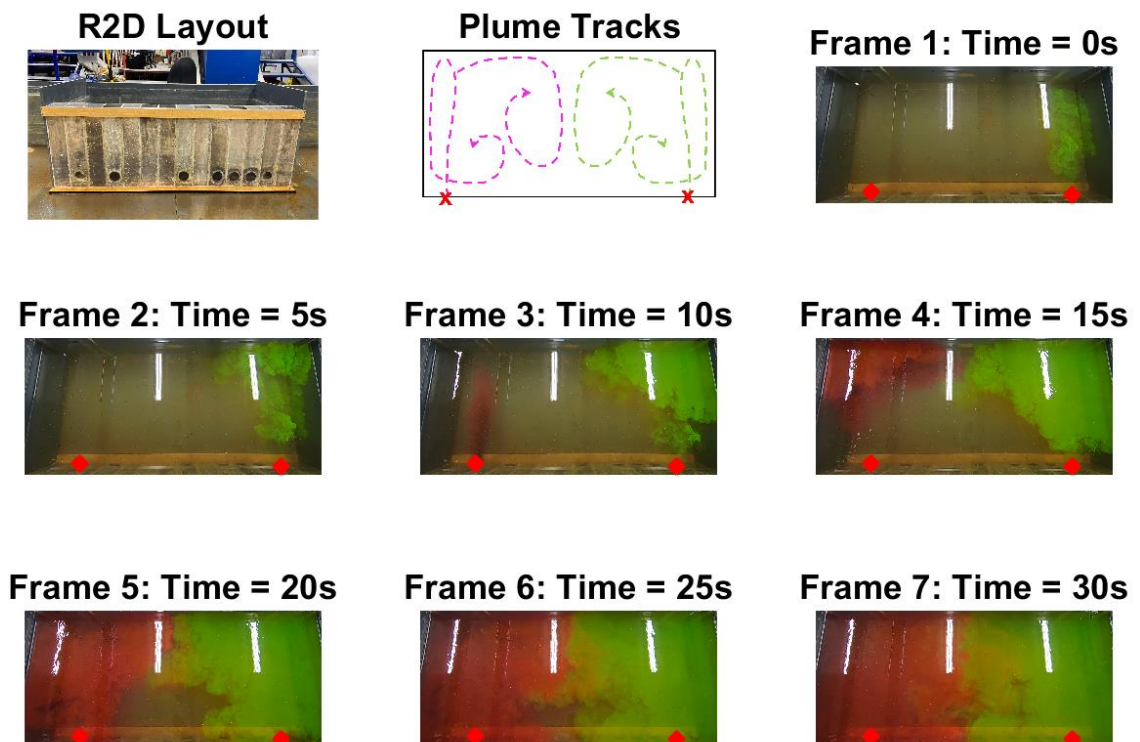 R2D Layout
Plume Tracks
Frame 1: Time = 0s
x
x
Frame 2: Time = 5s
Frame 3: Time = 10s
Frame 4: Time = 15s
Frame 5: Time = 20s
Frame 6: Time = 25s
Frame 7: Time = 30s